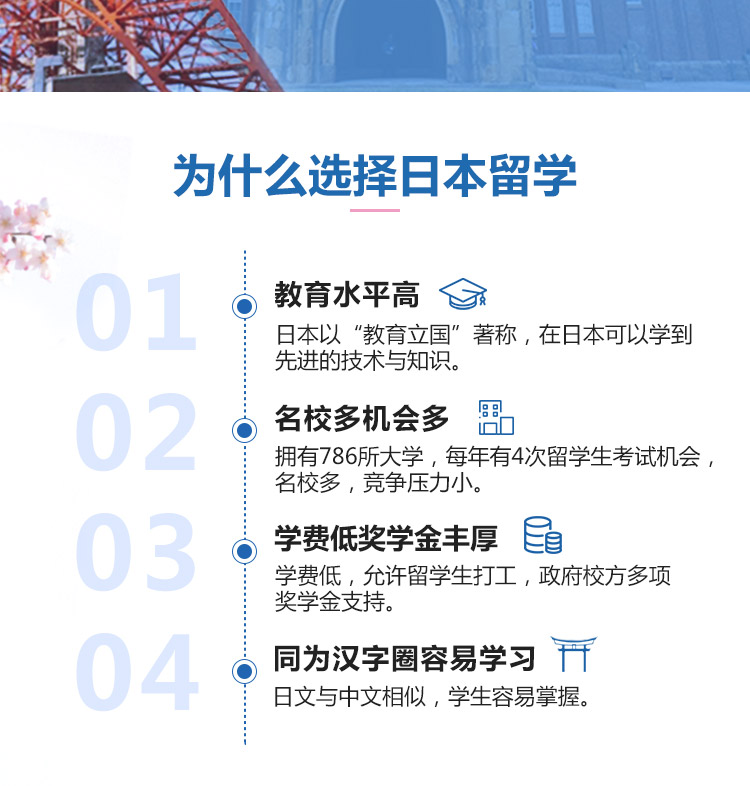 为什么选择日本留学
01
教育水平高
日本以“教育立国”著称，在日本可以学到
先进的技术与知识。
02
名校多机会多
拥有786所大学，每年有4次留学生考试机会，
名校多，竞争压力小。
03
学费低奖学金丰厚
学费低，允许留学生打工，政府校方多项
奖学金支持。
04
同为汉字圈容易学习
日文与中文相似，学生容易掌握。